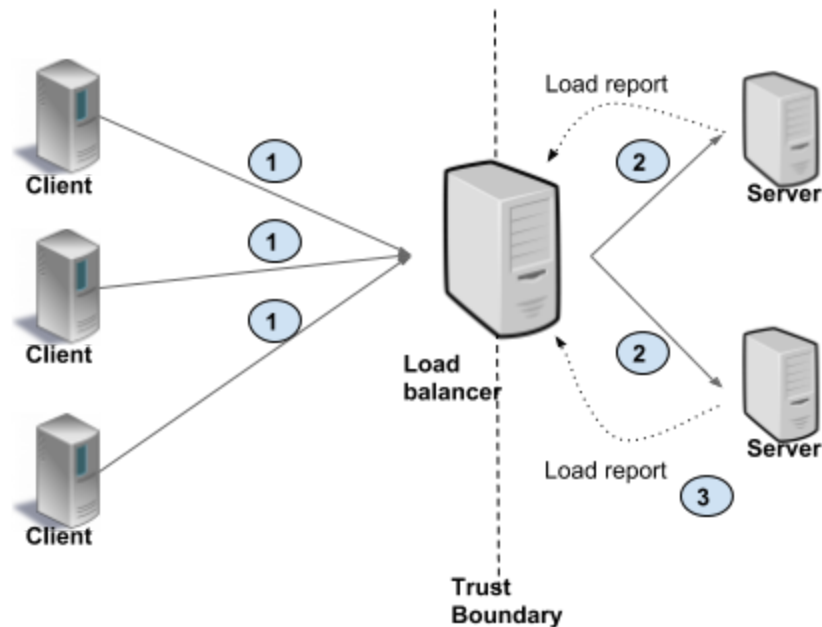 Load report
1
2
Client
Server
1
Client
1
2
Load
balancer
Client
Server
Load report
3
Trust
Boundary